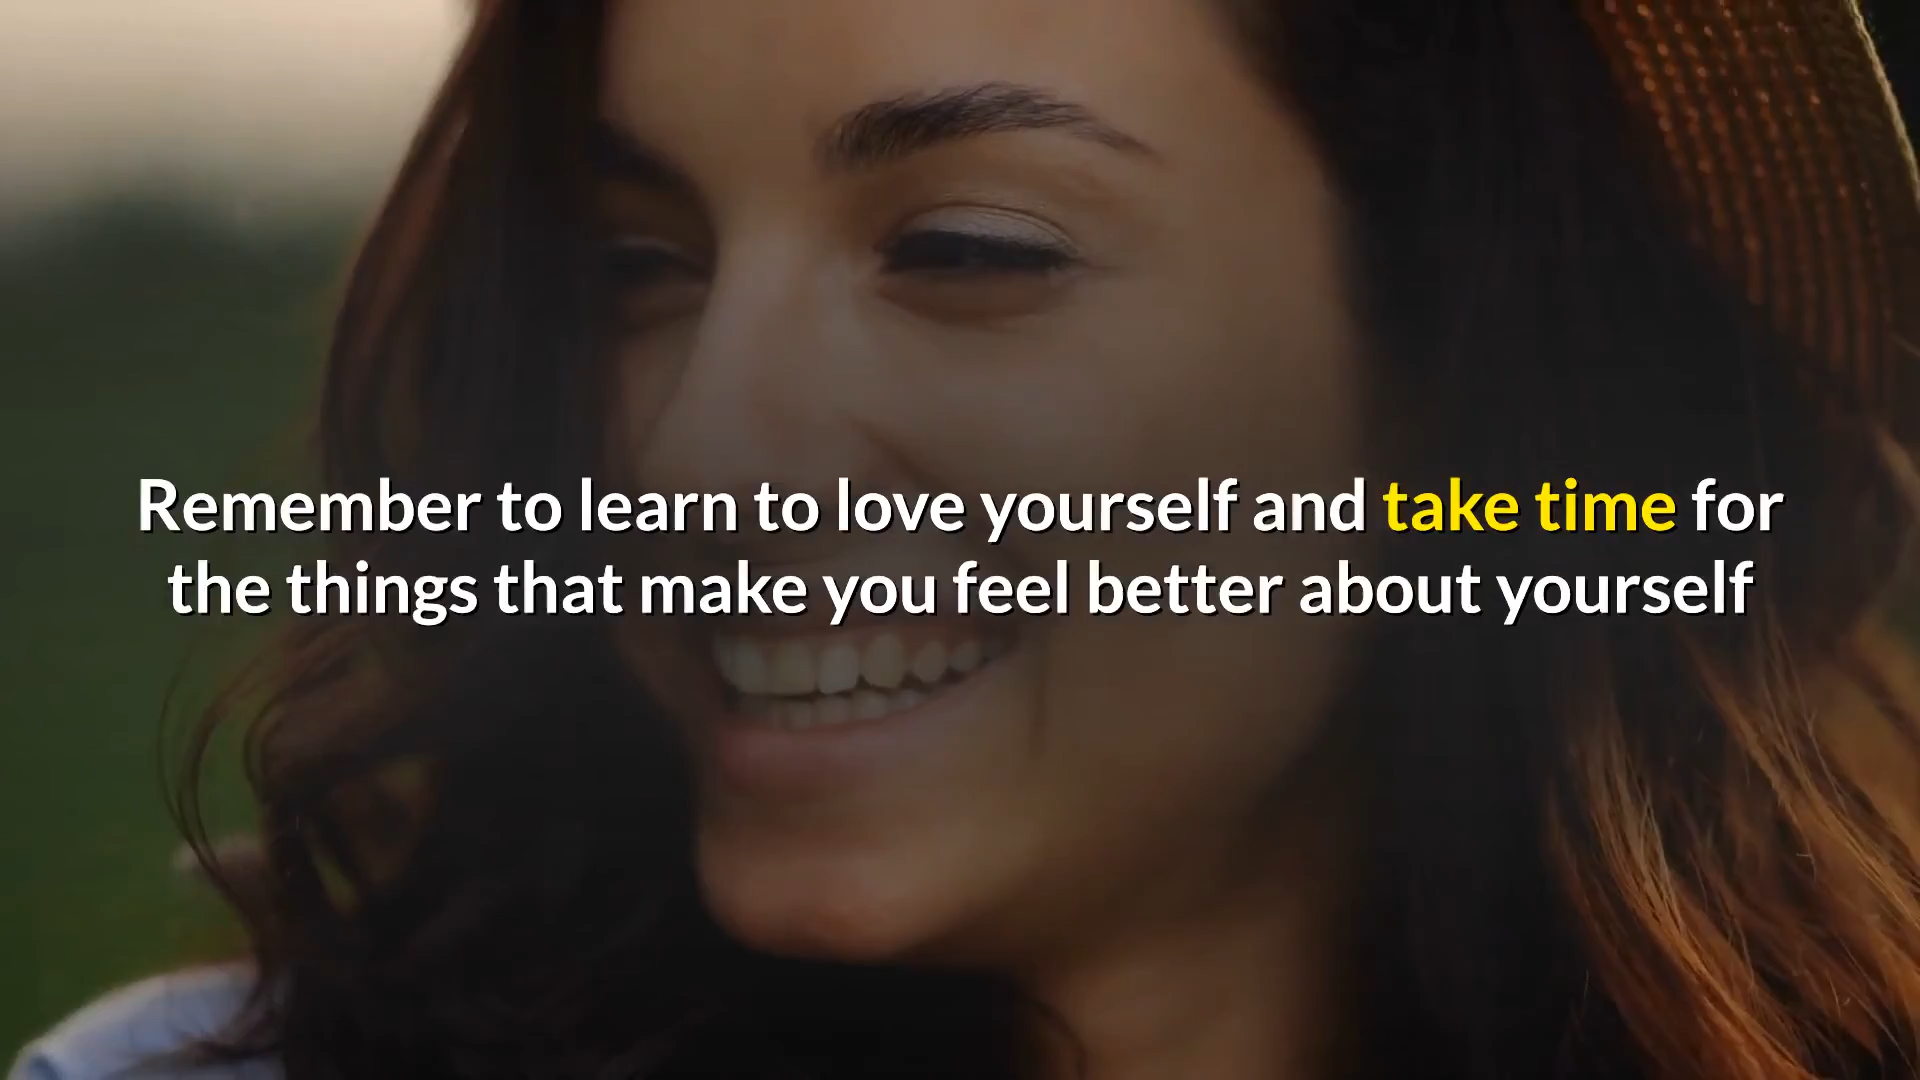 Remember to learn to love yourself and take time for
the things that make you feel better about yourself